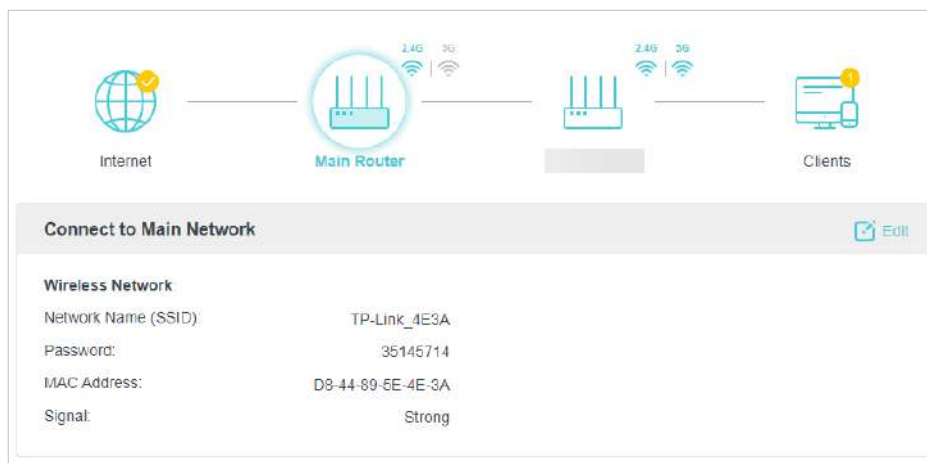 2.4G 5G 2.4G 5G
1
Internet Main Router Clients
Connect to Main Network Edit
Wireless Network
Network Name (SSID) TP-Link_4E3A
Password: 35145714
MAC Address: D8-44-89-5E-4E-3A
Signal: Strong